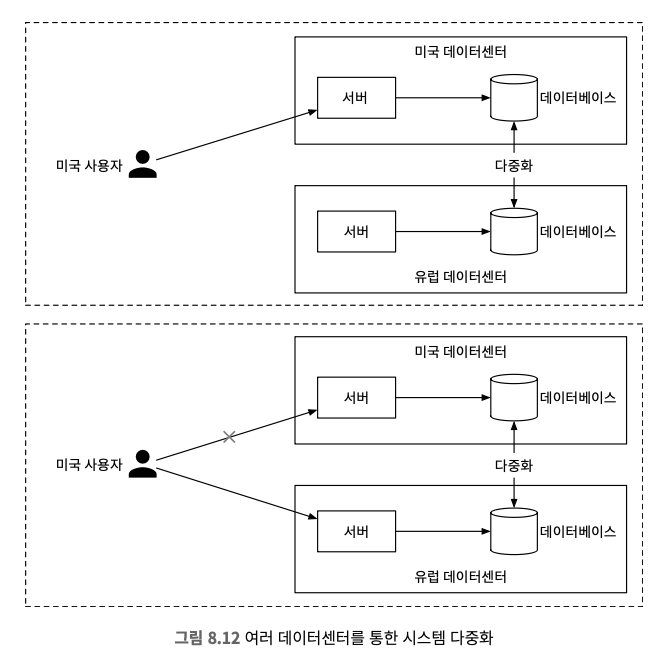 미국 데이터센터
서버
데이터베이스
미국 사용자
다중화
서버
데이터베이스
유럽 데이터센터
미국 데이터센터
서버
데이터베이스
미국 사용자
다중화
서버
데이터베이스
유럽 데이터센터
그림 8.12 여러 데이터센터를 통한 시스템 다중화